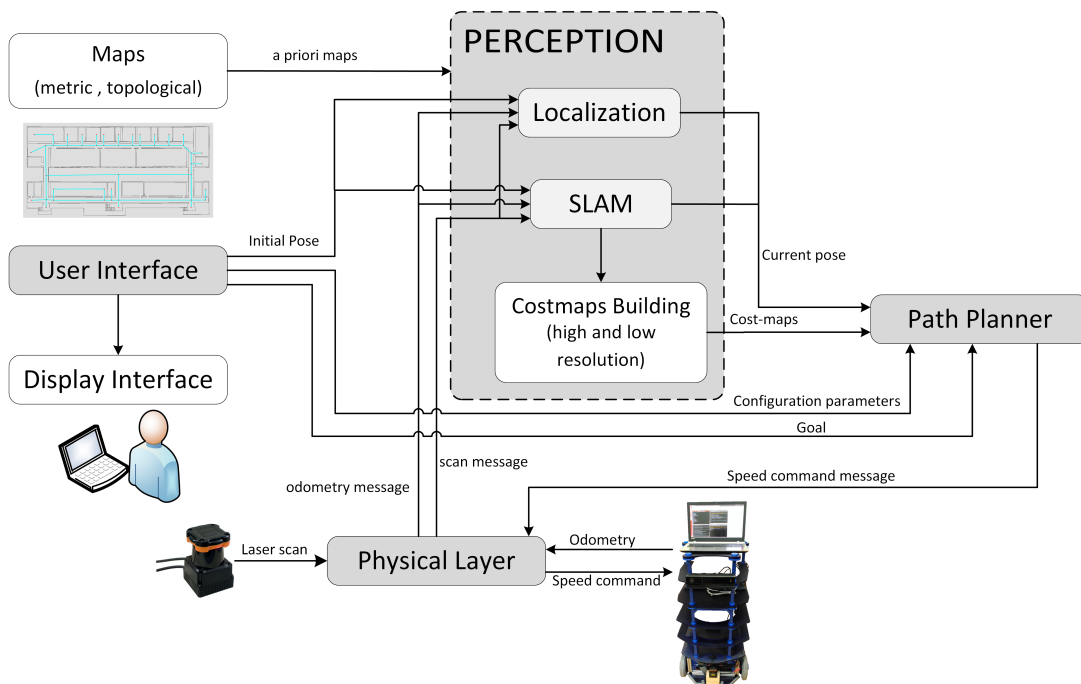 PERCEPTION
Maps
(metric , topological)
a priori maps
Localization
SLAM
Initial Pose
User Interface
Current pose
Costmaps Building
(high and low
resolution)
Cost-maps
Path Planner
Display Interface
Configuration parameters
Goal
scan message
odometry message
Speed command message
Laser scan
Physical Layer
Odometry
Speed command